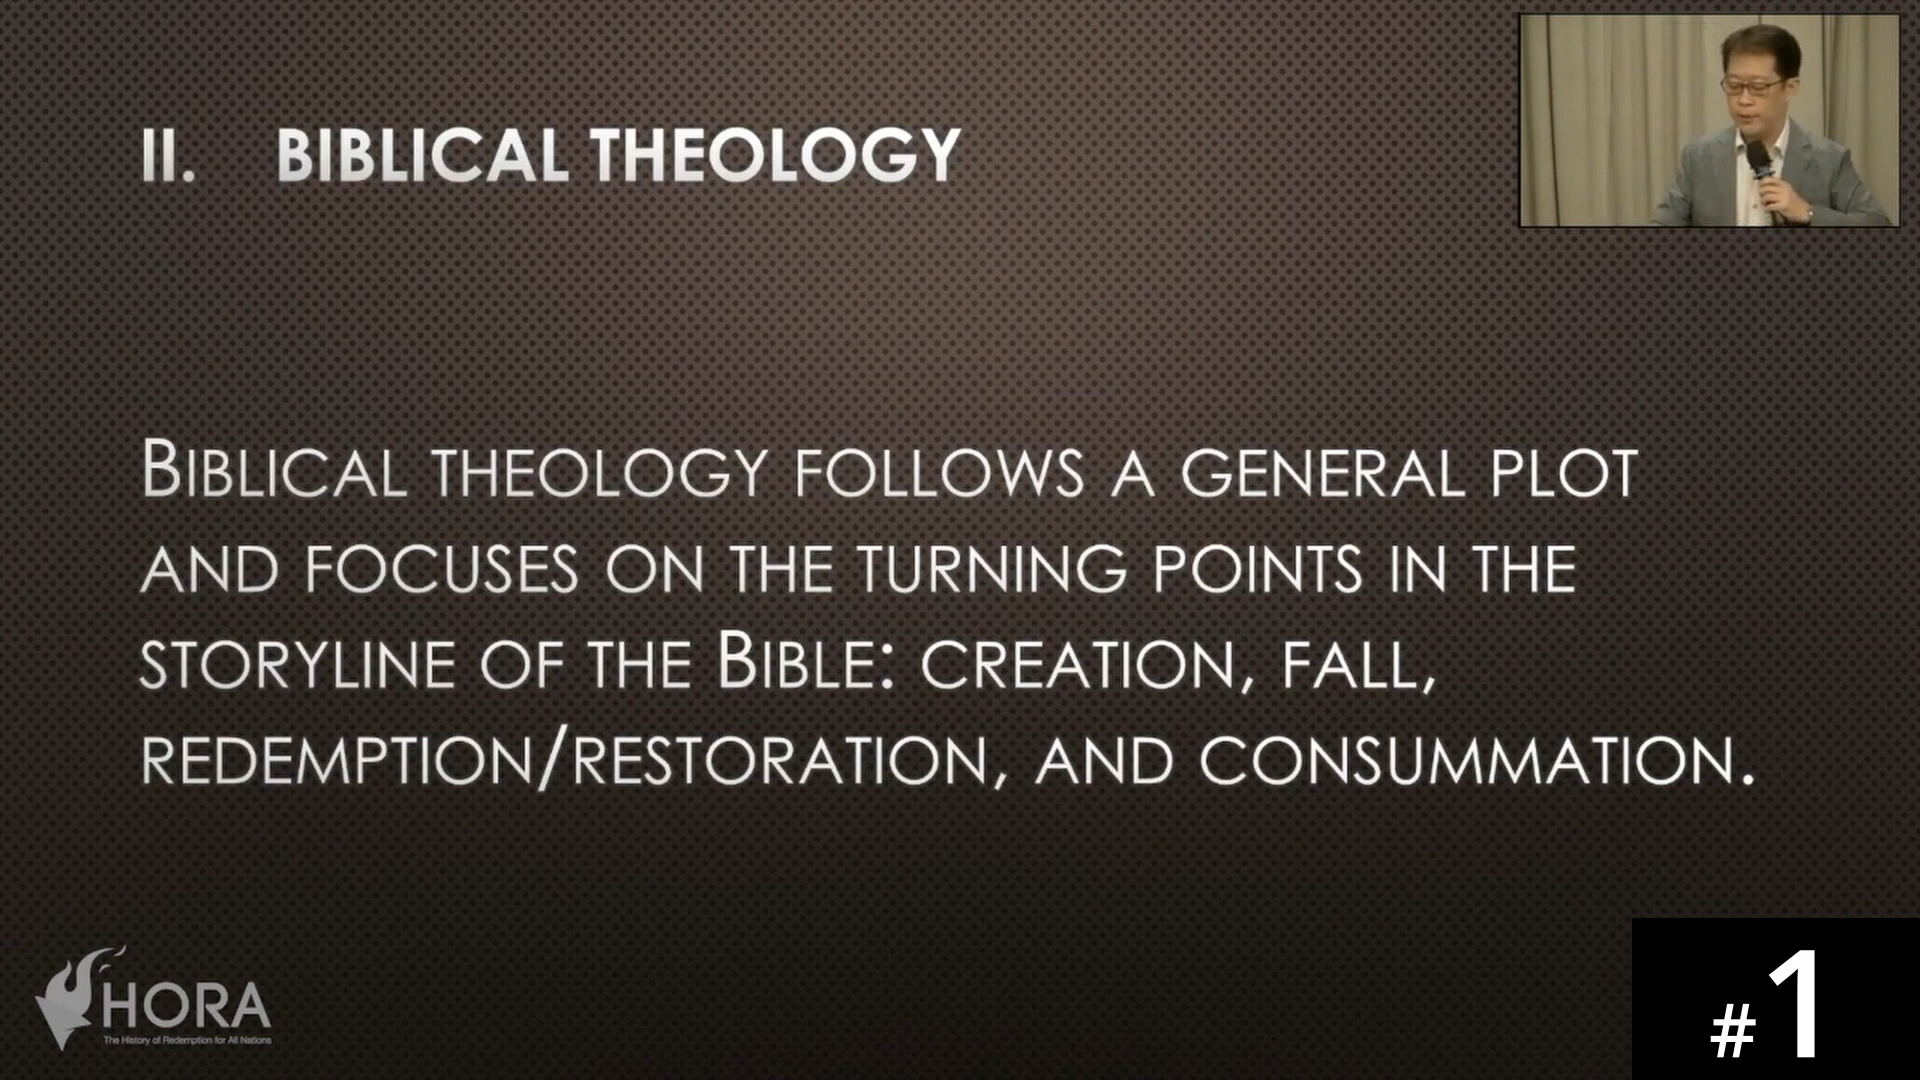 II. BIBLICAL THEOLOGY
BIBLICAL THEOLOGY FOLLOWS A GENERAL PLOT
AND FOCUSES ON THE TURNING POINTS IN THE
STORYLINE OF THE BIBLE: CREATION, FALL,
REDEMPTION/RESTORATION, AND CONSUMMATION.
HORA
The History of Redemption for All Nations
#1